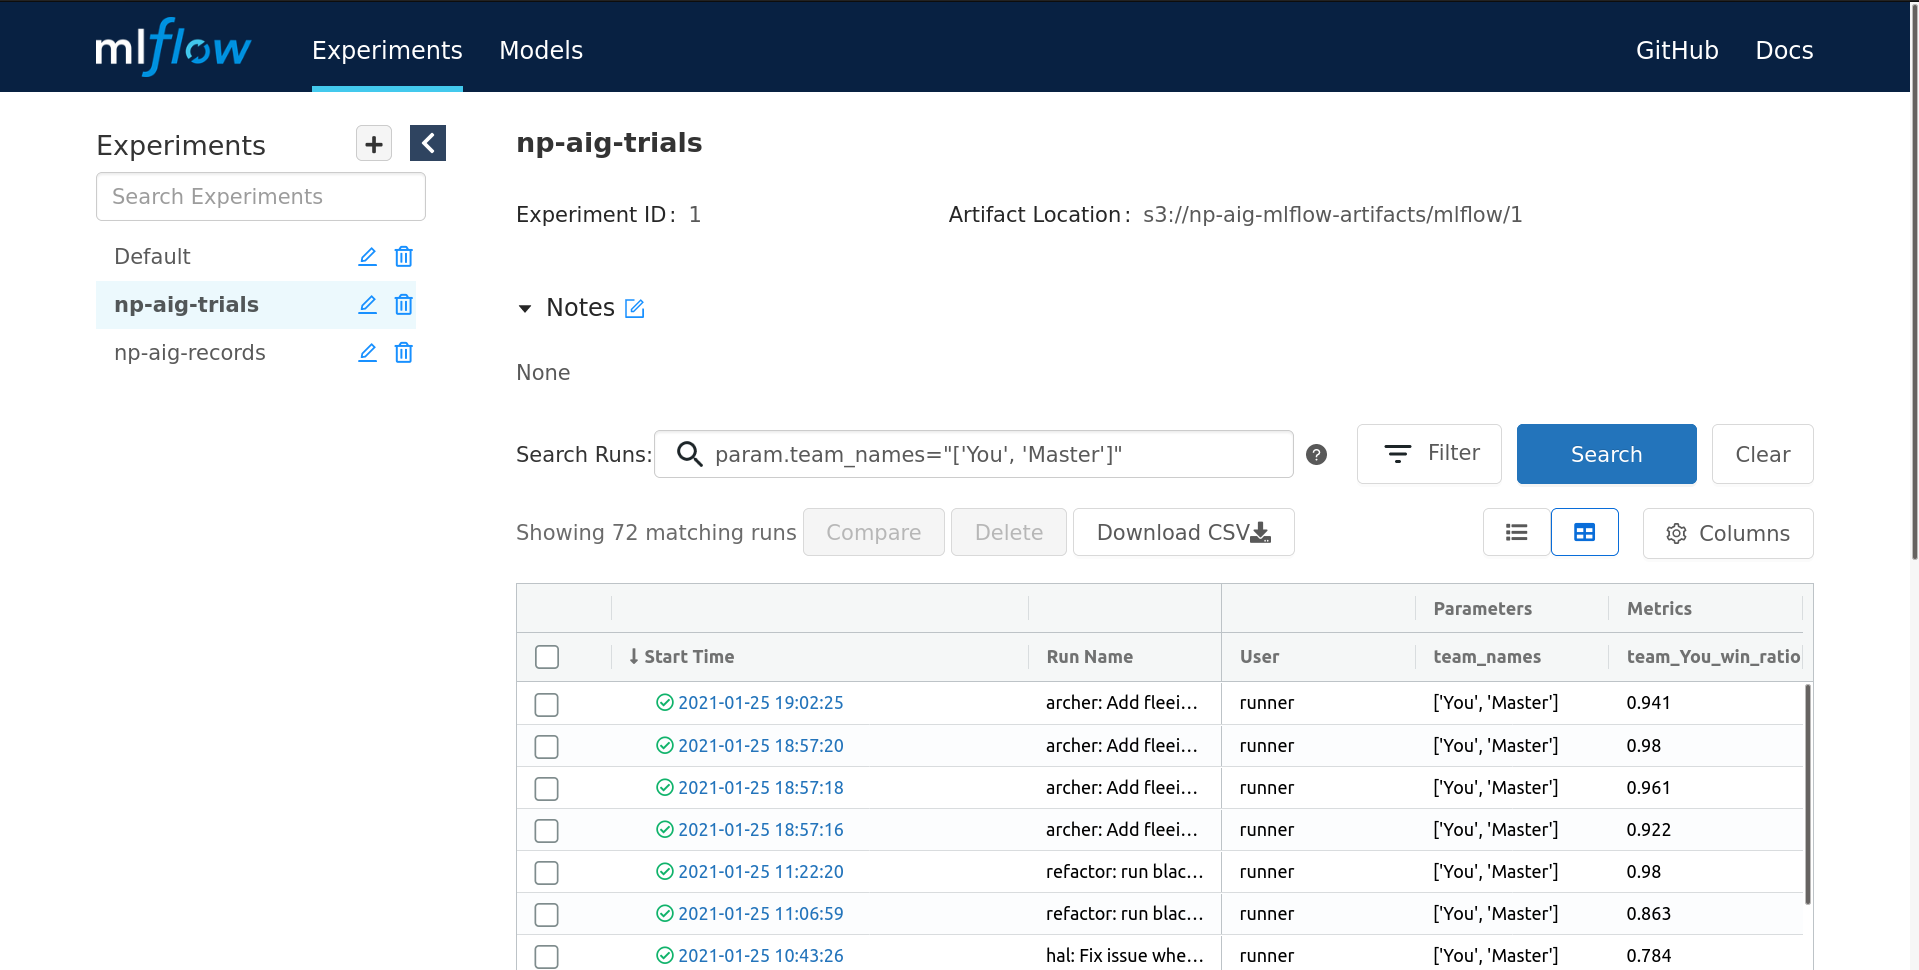 mlflow Experiments Models GitHub Docs
Experiments
Search Experiments
Default
np-aig-trials
np-aig-records
np-aig-trials
Experiment ID: 1 Artifact Location: s3://np-aig-mlflow-artifacts/mlflow/1
Notes
None
Search Runs: param.team_names="['You', 'Master']" ? Filter Search Clear
Showing 72 matching runs Compare Delete Download CSV Columns
Parameters Metrics
Start Time Run Name User team_names team_You_win_ratio
2021-01-25 19:02:25 archer: Add fleei... runner ['You', 'Master'] 0.941
2021-01-25 18:57:20 archer: Add fleei... runner ['You', 'Master'] 0.98
2021-01-25 18:57:18 archer: Add fleei... runner ['You', 'Master'] 0.961
2021-01-25 18:57:16 archer: Add fleei... runner ['You', 'Master'] 0.922
2021-01-25 11:22:20 refactor: run blac... runner ['You', 'Master'] 0.98
2021-01-25 11:06:59 refactor: run blac... runner ['You', 'Master'] 0.863
2021-01-25 10:43:26 hal: Fix issue whe... runner ['You', 'Master'] 0.784